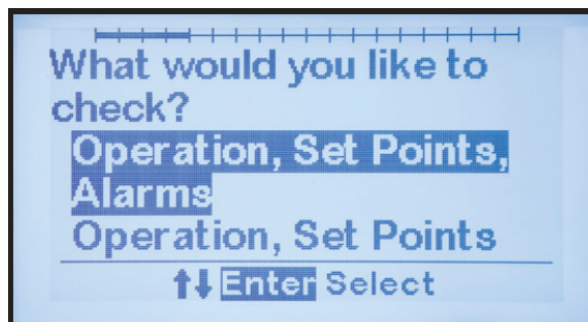 What would you like to
check?
Operation, Set Points,
Alarms
Operation, Set Points
↑↓ Enter Select